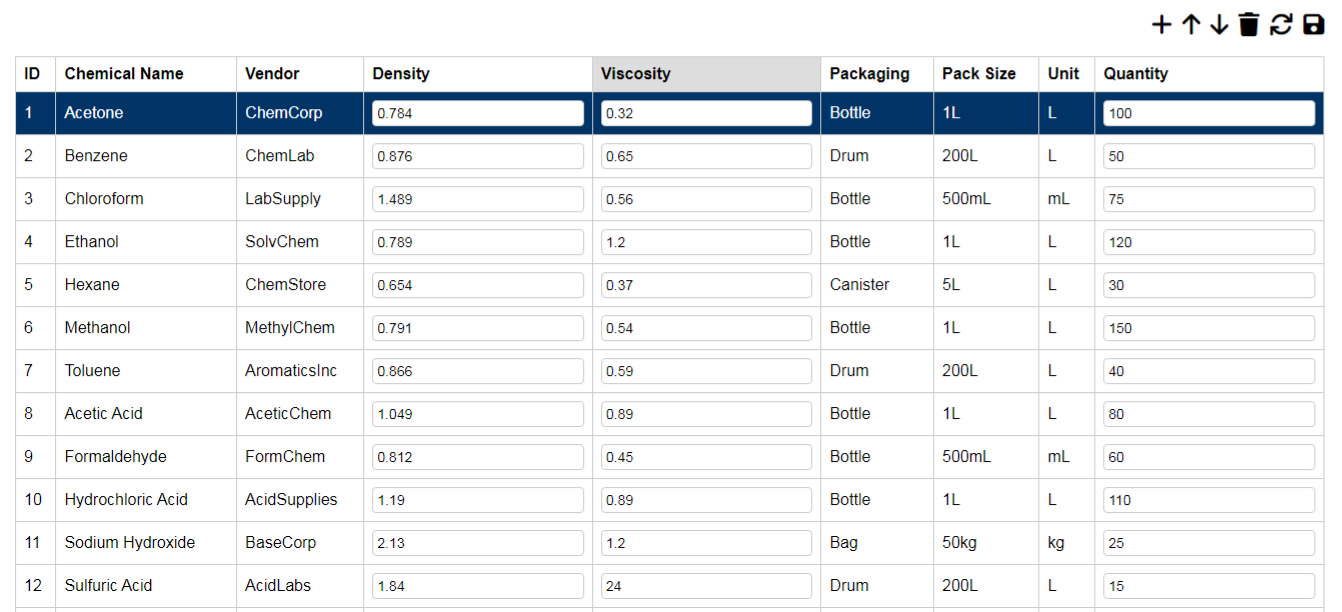 ID Chemical Name Vendor Density Viscosity Packaging Pack Size Unit Quantity
1 Acetone ChemCorp 0.784 0.32 Bottle 1L L 100
2 Benzene ChemLab 0.876 0.65 Drum 200L L 50
3 Chloroform LabSupply 1.489 0.56 Bottle 500mL mL 75
4 Ethanol SolvChem 0.789 1.2 Bottle 1L L 120
5 Hexane ChemStore 0.654 0.37 Canister 5L L 30
6 Methanol MethylChem 0.791 0.54 Bottle 1L L 150
7 Toluene AromaticsInc 0.866 0.59 Drum 200L L 40
8 Acetic Acid AceticChem 1.049 0.89 Bottle 1L L 80
9 Formaldehyde FormChem 0.812 0.45 Bottle 500mL mL 60
10 Hydrochloric Acid AcidSupplies 1.19 0.89 Bottle 1L L 110
11 Sodium Hydroxide BaseCorp 2.13 1.2 Bag 50kg kg 25
12 Sulfuric Acid AcidLabs 1.84 24 Drum 200L L 15